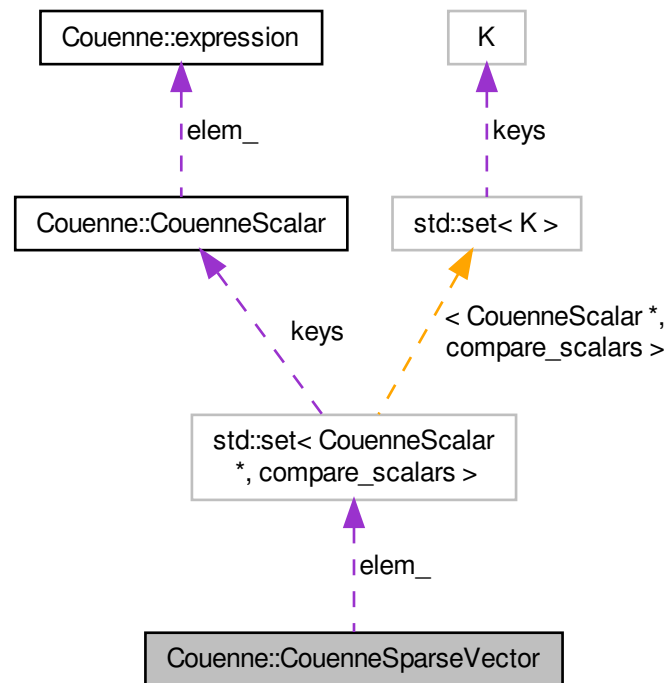 Couenne::expression
K
elem_
keys
Couenne::CouenneScalar
std::set< K >
keys
< CouenneScalar *,
compare_scalars >
std::set< CouenneScalar
*, compare_scalars >
elem_
Couenne::CouenneSparseVector